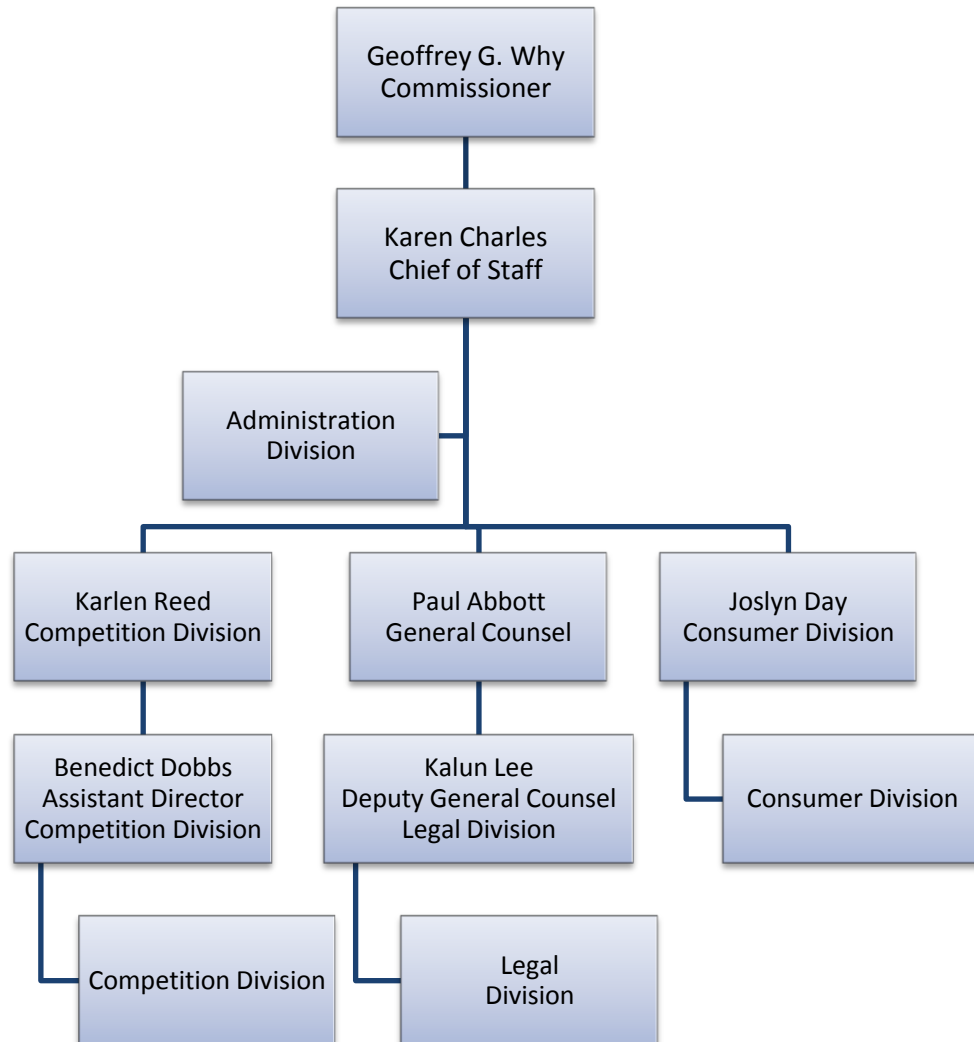 Geoffrey G. Why
Commissioner
Karen Charles
Chief of Staff
Administration
Division
Karlen Reed
Competition Division
Paul Abbott
General Counsel
Joslyn Day
Consumer Division
Benedict Dobbs
Assistant Director
Competition Division
Kalun Lee
Deputy General Counsel
Legal Division
Consumer Division
Competition Division
Legal
Division